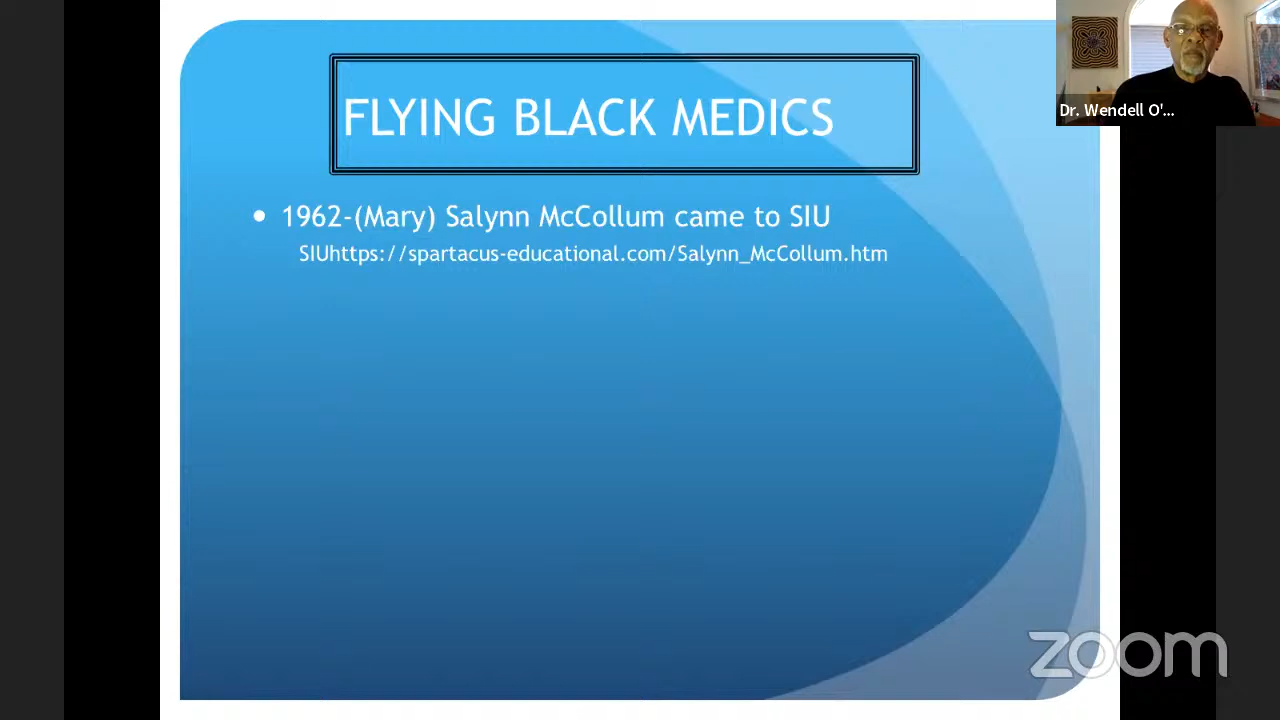 FLYING BLACK MEDICS
Dr. Wendell O'...
• 1962-(Mary) Salynn McCollum came to SIU
SIUhttps://spartacus-educational.com/Salynn_McCollum.htm
zoom